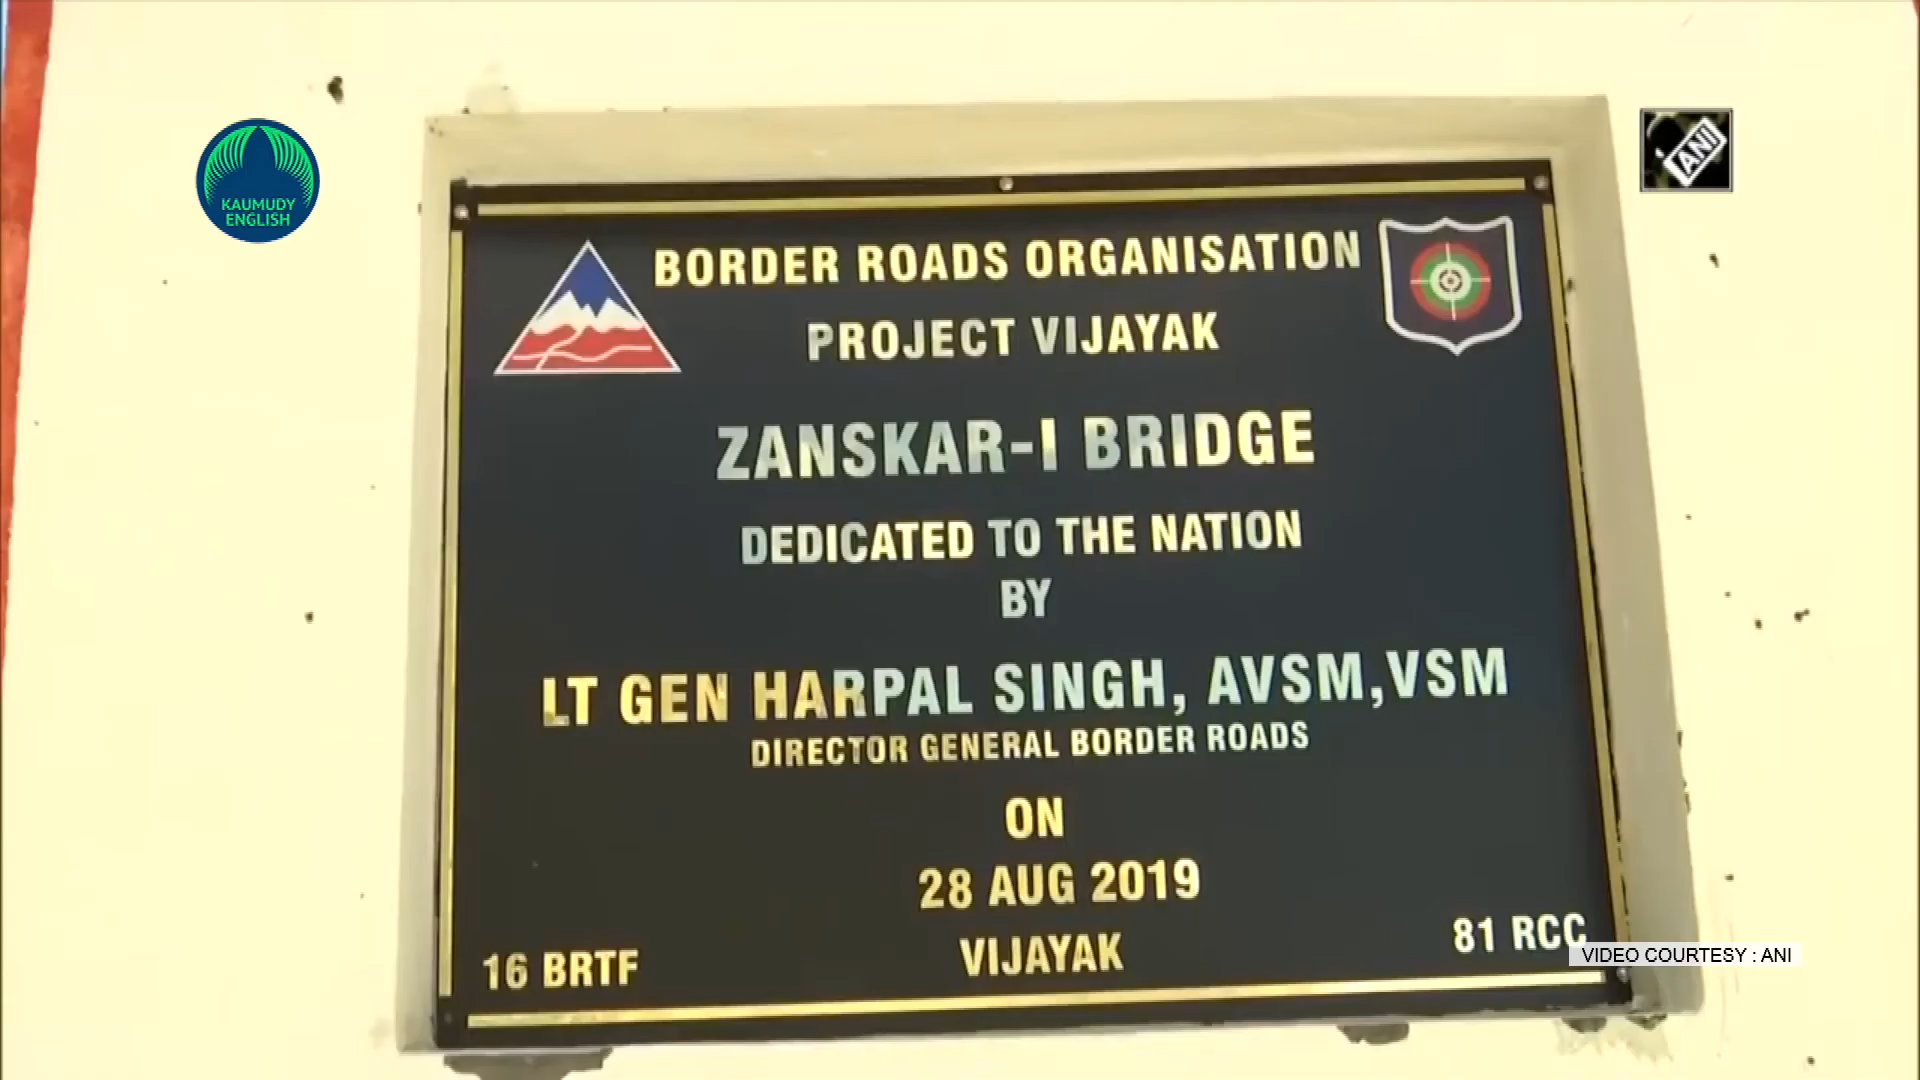 KAUMUDY
ENGLISH
ANI
BORDER ROADS ORGANISATION
PROJECT VIJAYAK
ZANSKAR-I BRIDGE
DEDICATED TO THE NATION
BY
LT GEN HARPAL SINGH, AVSM,VSM
DIRECTOR GENERAL BORDER ROADS
ON
28 AUG 2019
16 BRTF
VIJAYAK
81 RCC
VIDEO COURTESY : ANI